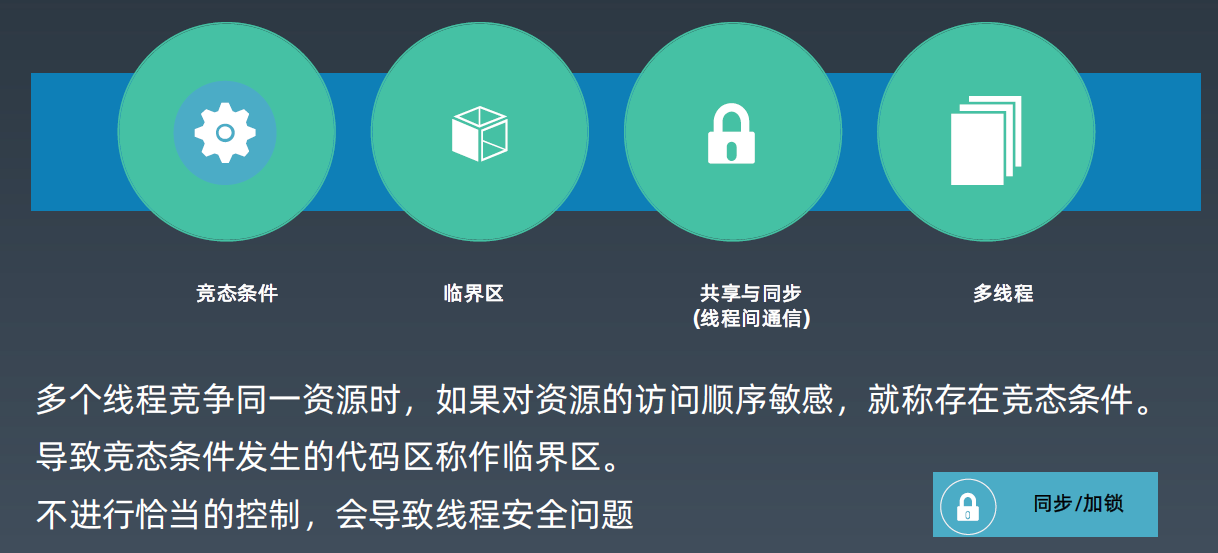 竞态条件
临界区
共享与同步
(线程间通信)
多线程
多个线程竞争同一资源时，如果对资源的访问顺序敏感，就称存在竞态条件。
导致竞态条件发生的代码区称作临界区。
不进行恰当的控制，会导致线程安全问题
同步/加锁